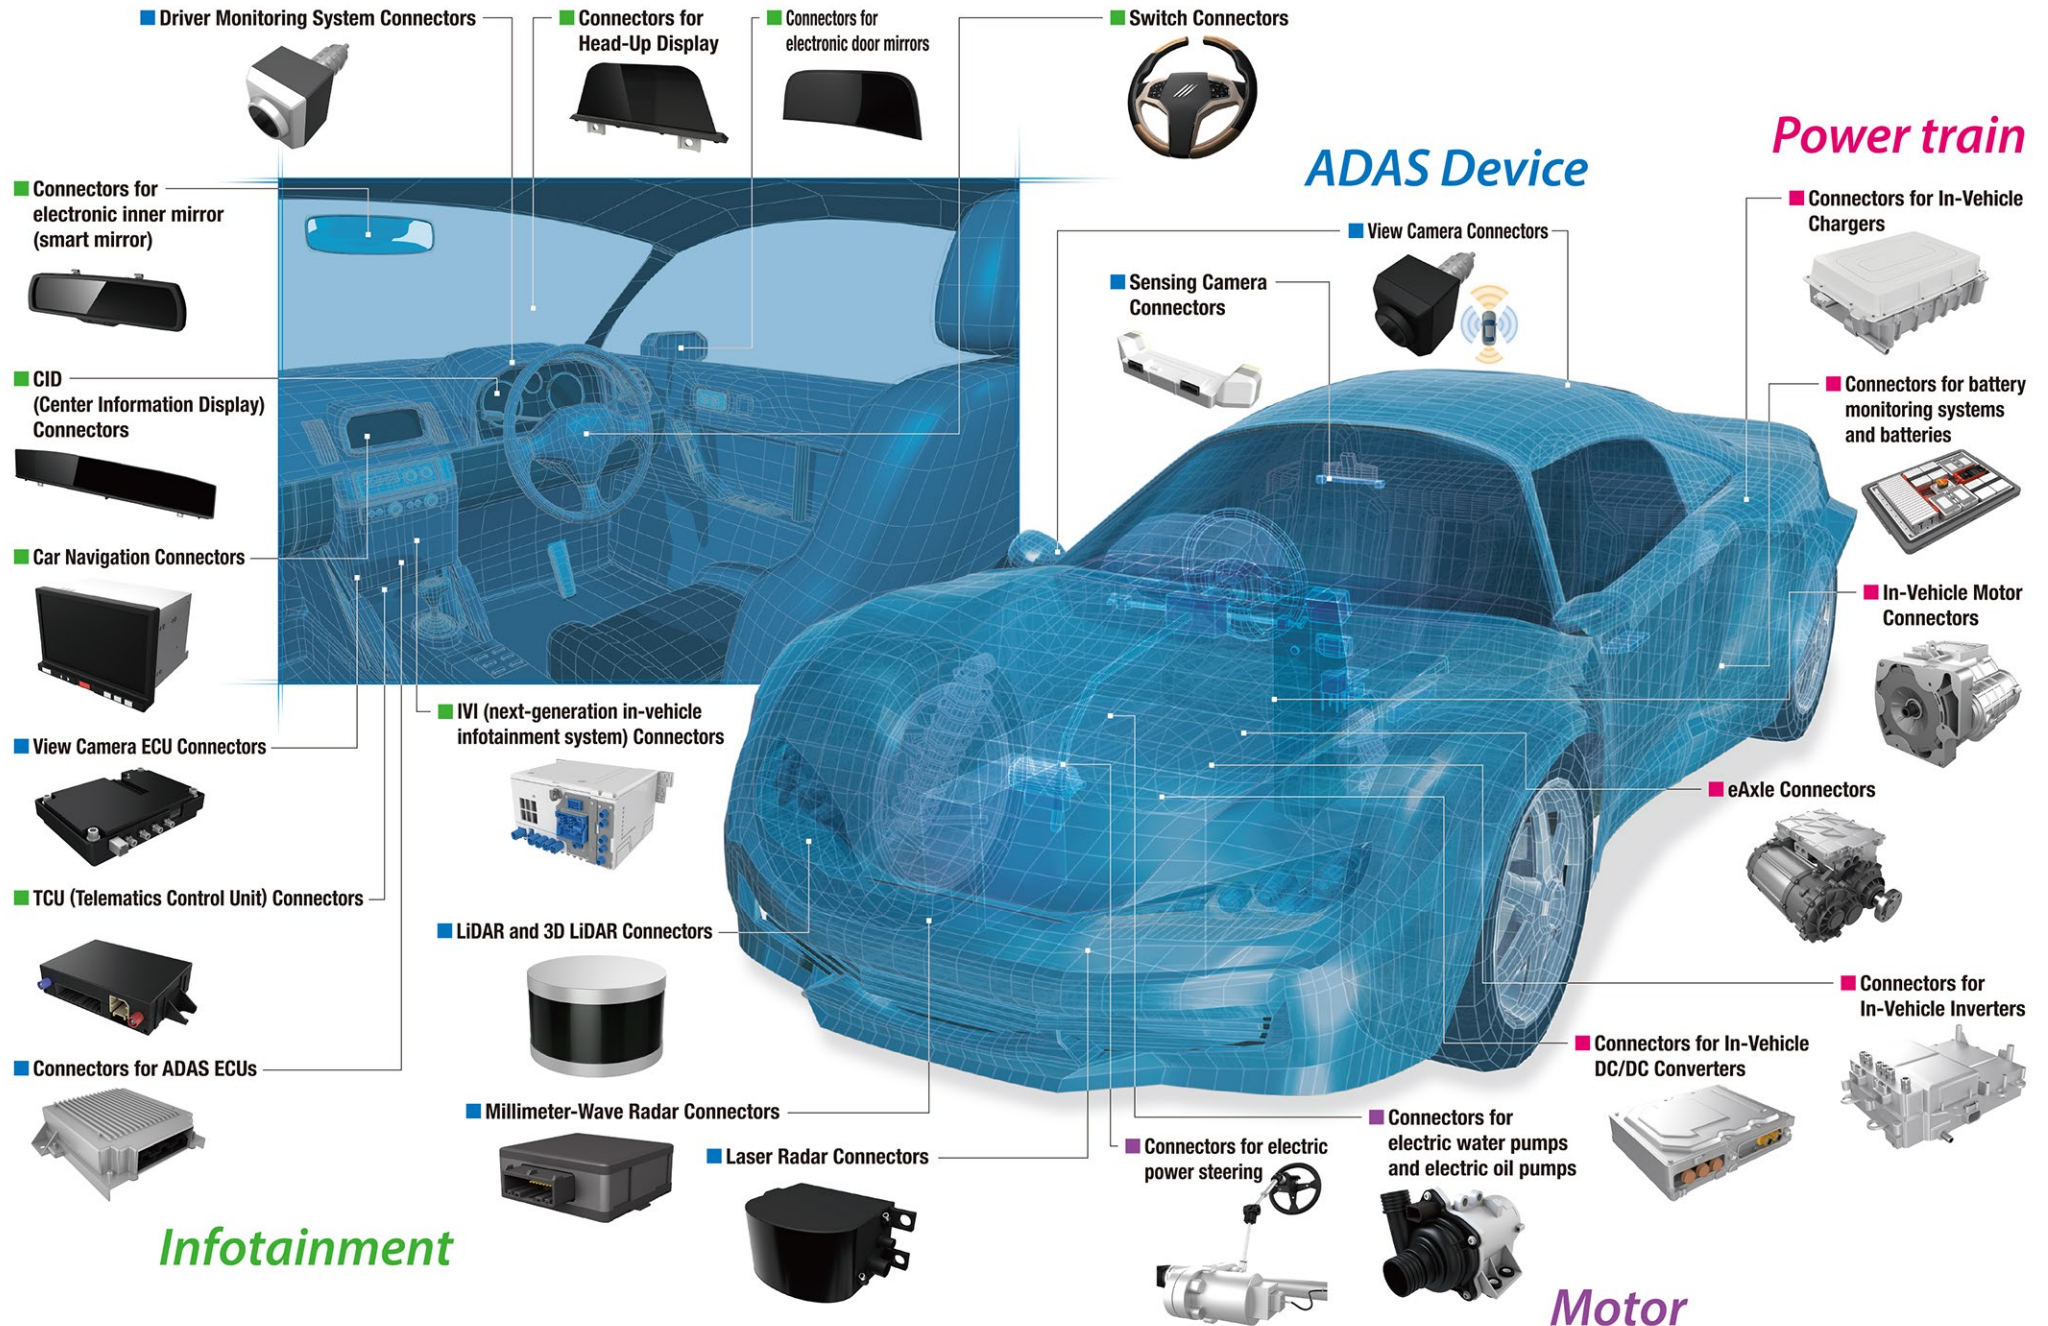 Driver Monitoring System Connectors
Connectors for
Head-Up Display
Connectors for
electronic door mirrors
Switch Connectors
ADAS Device
Power train
Connectors for
electronic inner mirror
(smart mirror)
CID
(Center Information Display)
Connectors
Car Navigation Connectors
View Camera ECU Connectors
TCU (Telematics Control Unit) Connectors
Connectors for ADAS ECUs
Infotainment
IVI (next-generation in-vehicle
infotainment system) Connectors
LiDAR and 3D LiDAR Connectors
Millimeter-Wave Radar Connectors
Laser Radar Connectors
View Camera Connectors
Sensing Camera
Connectors
Connectors for In-Vehicle
Chargers
Connectors for battery
monitoring systems
and batteries
In-Vehicle Motor
Connectors
eAxle Connectors
Connectors for
In-Vehicle Inverters
Connectors for In-Vehicle
DC/DC Converters
Connectors for electric
power steering
Connectors for
electric water pumps
and electric oil pumps
Motor